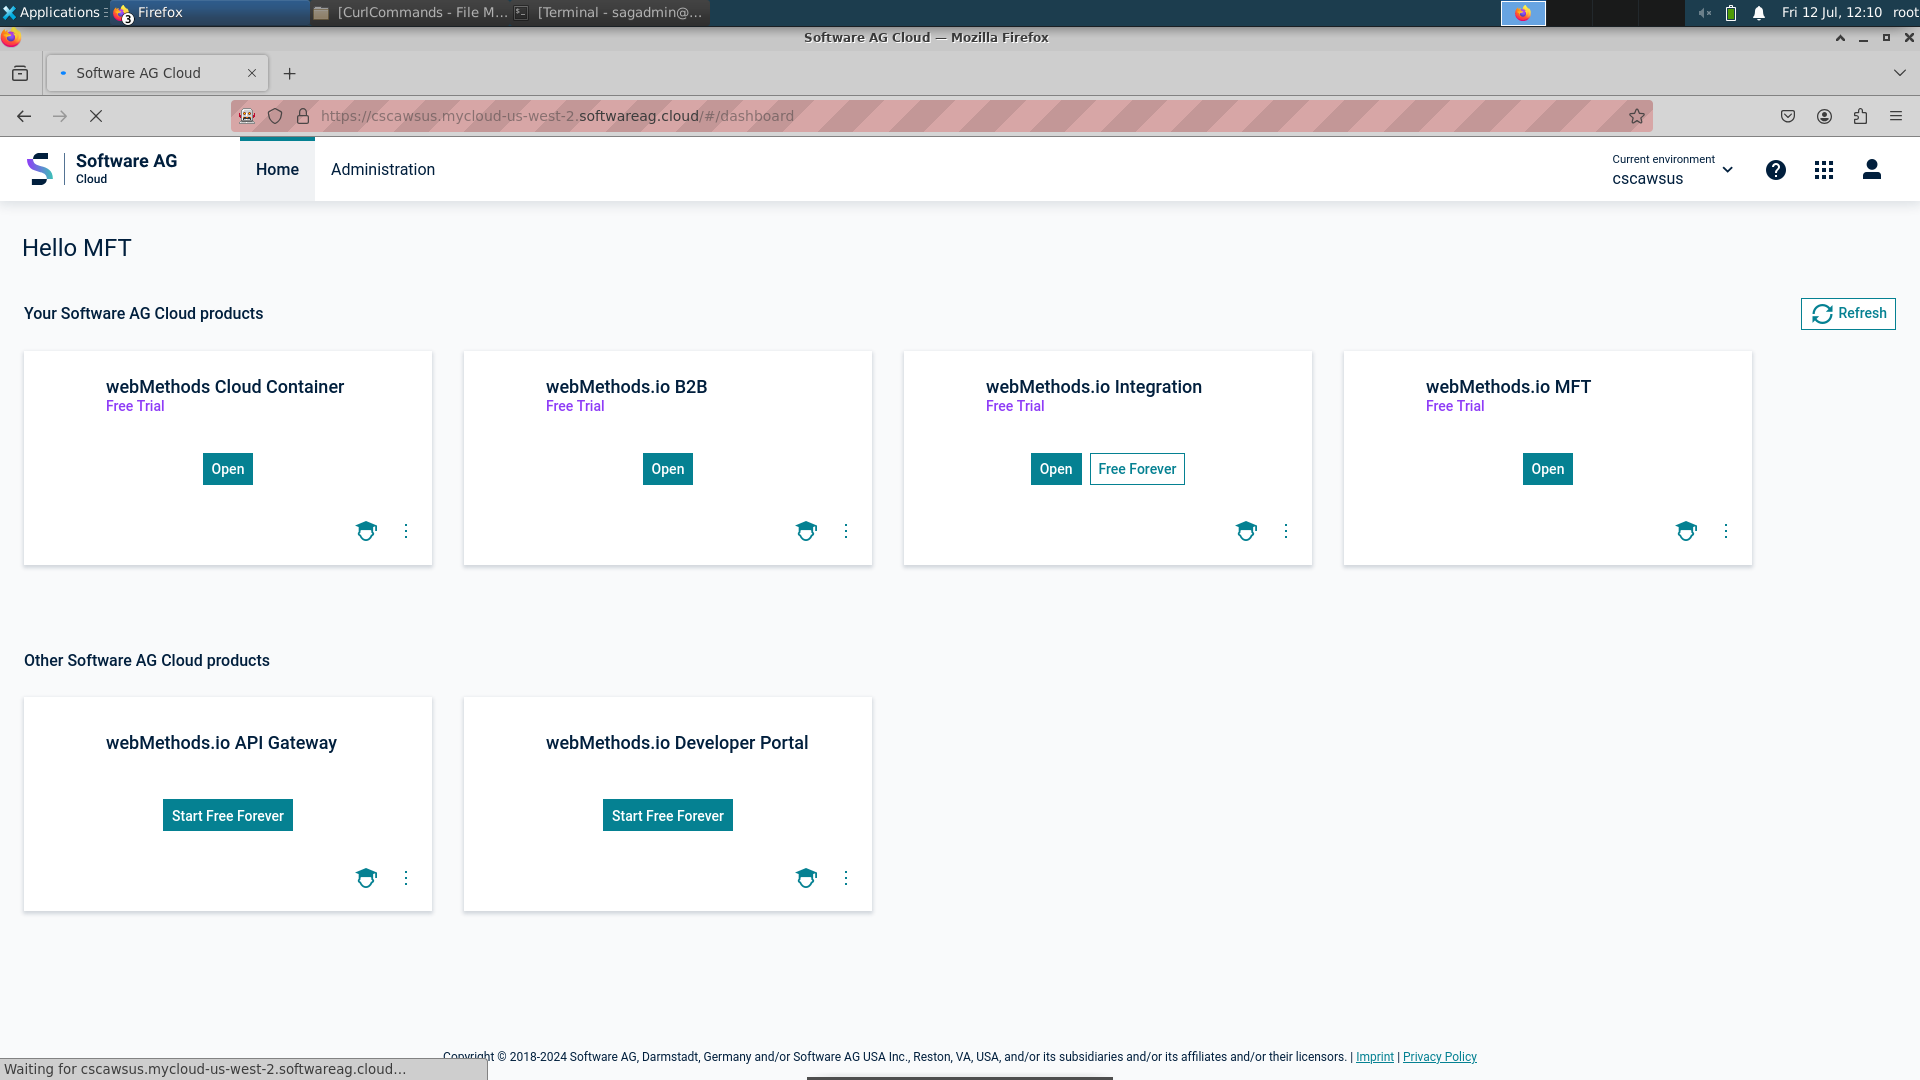 Applications
3
Firefox
[CurlCommands - File M...
[Terminal - sagadmin@...
Fri 12 Jul, 12:10
root
Software AG Cloud — Mozilla Firefox
Software AG Cloud
https://cscawsus.mycloud-us-west-2.softwareag.cloud/#/dashboard
Software AG
Cloud
Home
Administration
Current environment
cscawsus
Hello MFT
Your Software AG Cloud products
Refresh
webMethods Cloud Container
Free Trial
Open
webMethods.io B2B
Free Trial
Open
webMethods.io Integration
Free Trial
Open
Free Forever
webMethods.io MFT
Free Trial
Open
Other Software AG Cloud products
webMethods.io API Gateway
Start Free Forever
webMethods.io Developer Portal
Start Free Forever
Copyright © 2018-2024 Software AG, Darmstadt, Germany and/or Software AG USA Inc., Reston, VA, USA, and/or its subsidiaries and/or its affiliates and/or their licensors. | Imprint | Privacy Policy
Waiting for cscawsus.mycloud-us-west-2.softwareag.cloud...